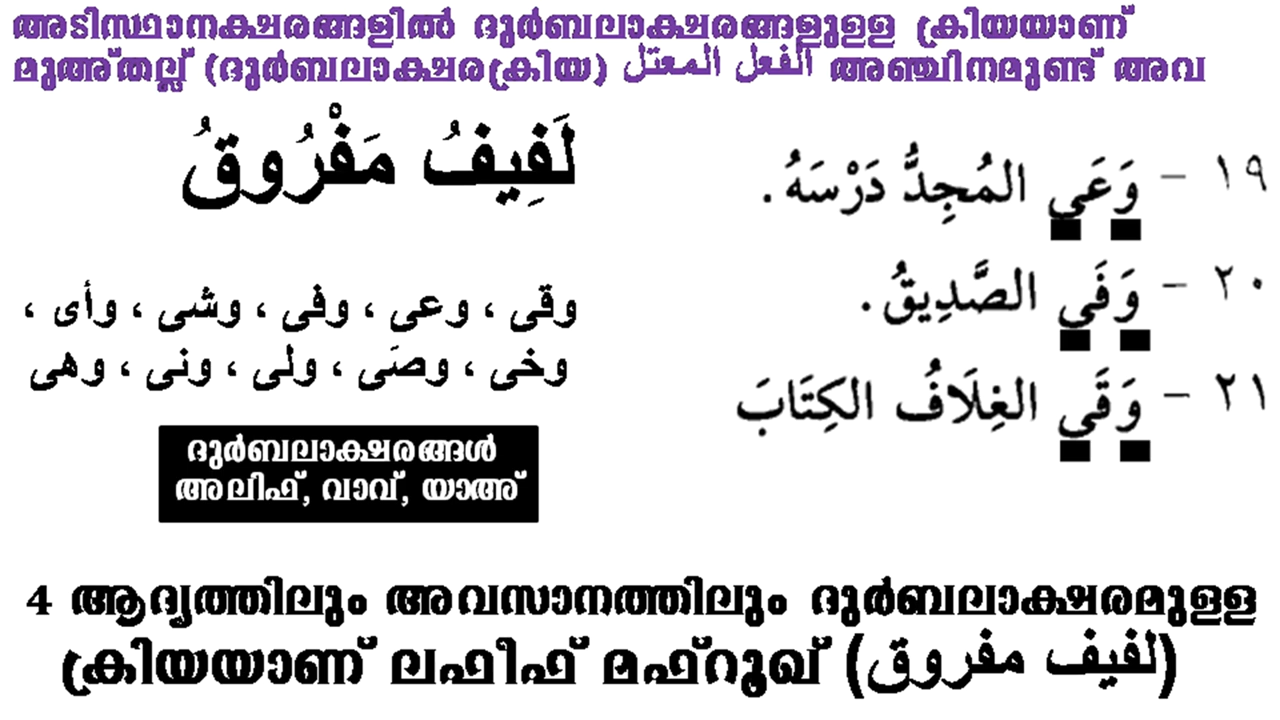 അടിസ്ഥാനക്ഷരങ്ങളിൽ ദുർബലാക്ഷരങ്ങളുള്ള ക്രിയയാണ്
മുഅ്തല്ല് (ദുർബലാക്ഷരക്രിയ) الفعل المعتل അഞ്ചിനമുണ്ട് അവ
لَفِيفُ مَفْرُوقُ
١٩ – وَعَي المُجِدُّ دَرْسَهُ.
٢٠ – وَفَي الصَّدِيقُ.
٢١ – وَقَي الغِلَافُ الكِتَابَ
وقى ، وعى ، وفى ، وشى ، وأى ،
وخى ، وصَى ، ولى ، ونى ، وهى
ദുർബലാക്ഷരങ്ങൾ
അലിഫ്, വാവ്, യാഅ്
4 ആദ്യത്തിലും അവസാനത്തിലും ദുർബലാക്ഷരമുള്ള
ക്രിയയാണ് ലഫീഫ് മഫ്റൂഖ് (لفيف مفروق)